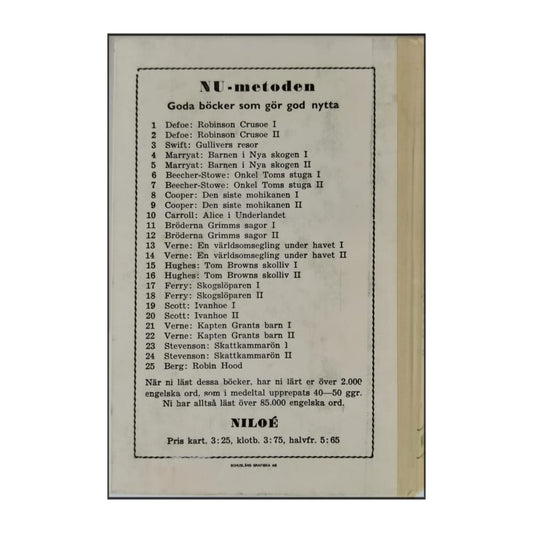 NU-metoden
Goda böcker som gör god nytta
1 Defoe: Robinson Crusoe I
2 Defoe: Robinson Crusoe II
3 Swift: Gullivers resor
4 Marryat: Barnen i Nya skogen I
5 Marryat: Barnen i Nya skogen II
6 Beecher-Stowe: Onkel Toms stuga I
7 Beecher-Stowe: Onkel Toms stuga II
8 Cooper: Den siste mohikanen I
9 Cooper: Den siste mohikanen II
10 Carroll: Alice i Underlandet
11 Bröderna Grimms sagor I
12 Bröderna Grimms sagor II
13 Verne: En världsomsegling under havet I
14 Verne: En världsomsegling under havet II
15 Hughes: Tom Browns skolliv I
16 Hughes: Tom Browns skolliv II
17 Ferry: Skogslöparen I
18 Ferry: Skogslöparen II
19 Scott: Ivanhoe I
20 Scott: Ivanhoe II
21 Verne: Kapten Grants barn I
22 Verne: Kapten Grants barn II
23 Stevenson: Skattkammarön I
24 Stevenson: Skattkammarön II
25 Berg: Robin Hood
När ni läst dessa böcker, har ni lärt er över 2.000
engelska ord, som i medeltal upprepats 40—50 ggr.
Ni har alltså läst över 85.000 engelska ord.
NILOÉ
Pris kart. 3:25, klotb. 3:75, halvfr. 5:65
BOHUSLÄNS GRAFISKA AB